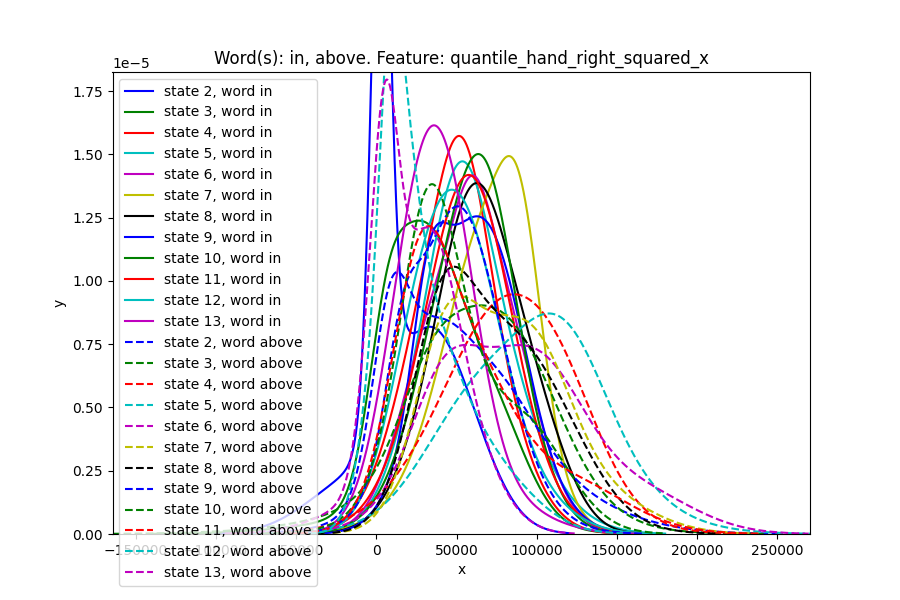 Word(s): in, above. Feature: quantile_hand_right_squared_x
1e−5
1.75
1.50
1.25
1.00
0.75
0.50
0.25
0.00
y
state 2, word in
state 3, word in
state 4, word in
state 5, word in
state 6, word in
state 7, word in
state 8, word in
state 9, word in
state 10, word in
state 11, word in
state 12, word in
state 13, word in
state 2, word above
state 3, word above
state 4, word above
state 5, word above
state 6, word above
state 7, word above
state 8, word above
state 9, word above
state 10, word above
state 11, word above
state 12, word above
state 13, word above
−150000 −100000 −50000 0 50000 100000 150000 200000 250000
x